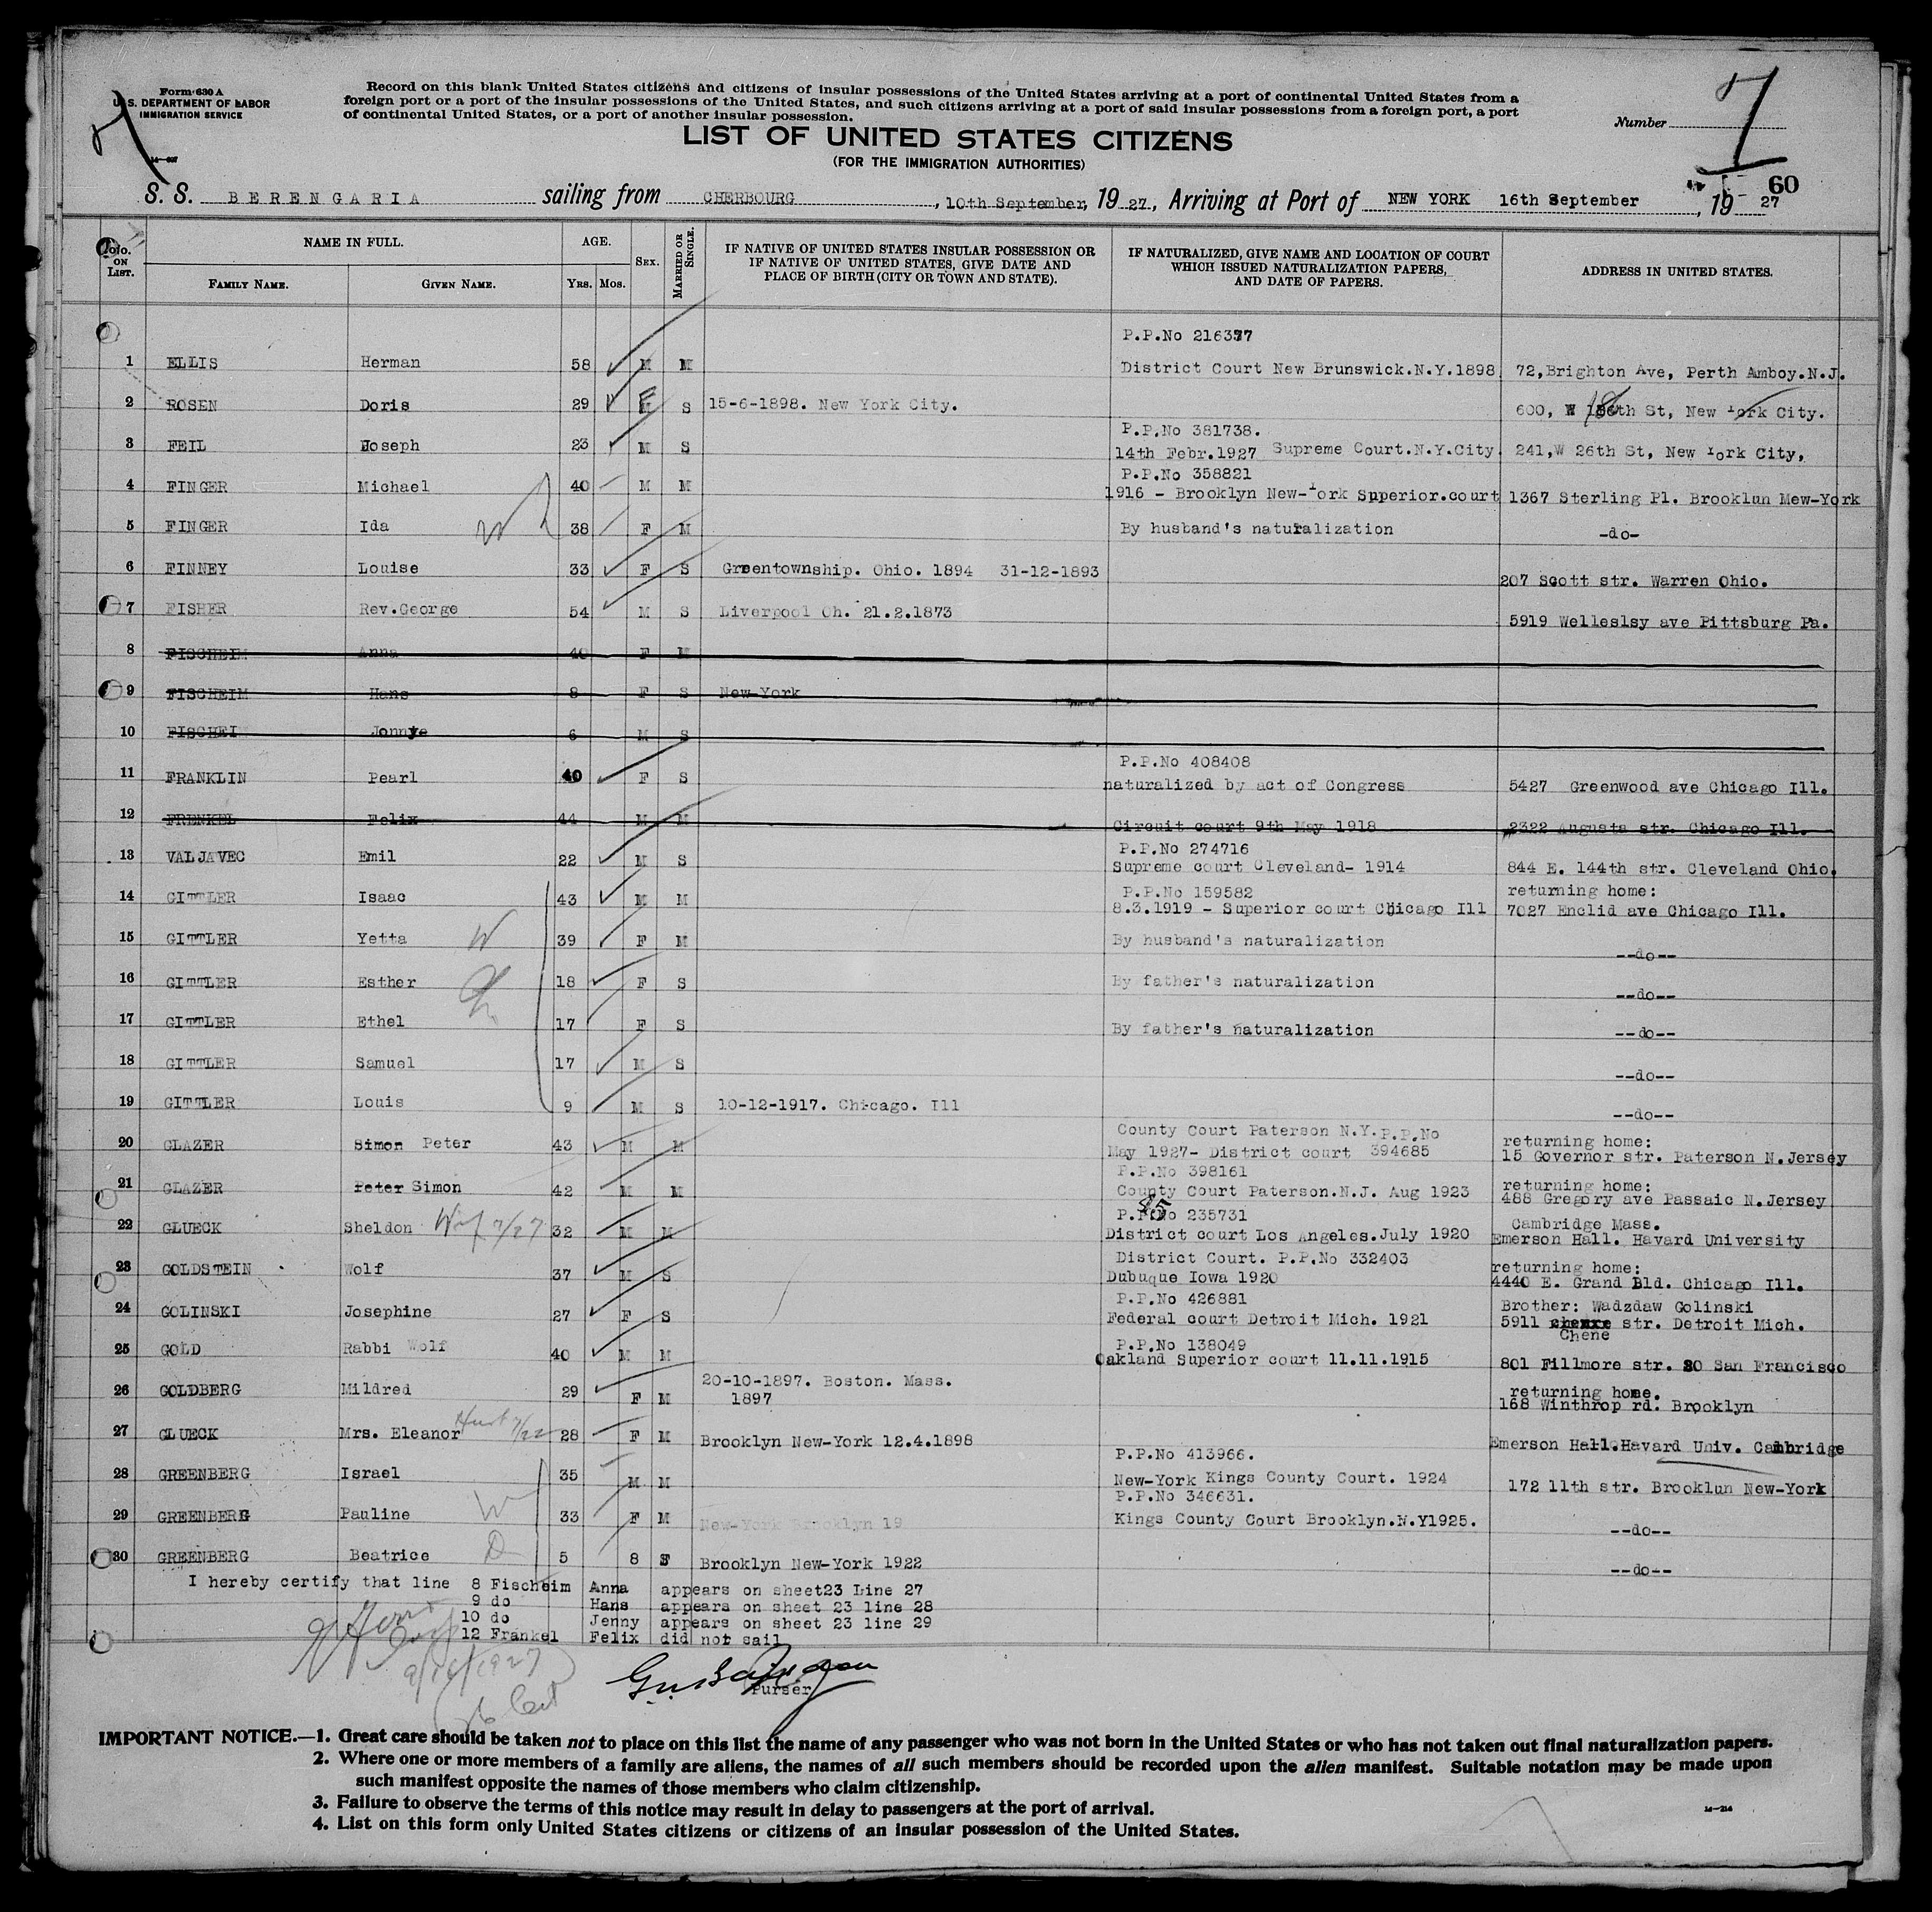 Form 630 A
U. S. DEPARTMENT OF LABOR
IMMIGRATION SERVICE
Record on this blank United States citizens and citizens of insular possessions of the United States arriving at a port of continental United States from a
foreign port or a port of the insular possessions of the United States, and such citizens arriving at a port of said insular possessions from a foreign port, a port
of continental United States, or a port of another insular possession.
Number
LIST OF UNITED STATES CITIZENS
(FOR THE IMMIGRATION AUTHORITIES)
60
S. S. BERENGARIA sailing from CHERBOURG, 10th September, 19 27, Arriving at Port of NEW YORK 16th September, 19 27
No. ON LIST. NAME IN FULL. FAMILY NAME. GIVEN NAME. AGE. YRS. MOS. SEX. MARRIED OR SINGLE. IF NATIVE OF UNITED STATES INSULAR POSSESSION OR IF NATIVE OF UNITED STATES, GIVE DATE AND PLACE OF BIRTH (CITY OR TOWN AND STATE). IF NATURALIZED, GIVE NAME AND LOCATION OF COURT WHICH ISSUED NATURALIZATION PAPERS, AND DATE OF PAPERS. ADDRESS IN UNITED STATES.
P.P.No 216377
1 ELLIS Herman 58 M M District Court New Brunswick.N.Y.1898 72,Brighton Ave, Perth Amboy.N.J.
2 ROSEN Doris 29 F S 15-6-1898. New York City. 600, W th St, New York City.
P.P.No 381738.
3 FEIL Joseph 23 M S 14th Febr.1927 Supreme Court.N.Y.City 241,W 26th St, New York City,
P.P.No 358821
4 FINGER Michael 40 M M 1916 - Brooklyn New-York Superior.court 1367 Sterling Pl. Brooklun Mew-York
5 FINGER Ida 38 F M By husband's naturalization -do-
6 FINNEY Louise 33 F S Greentownship. Ohio. 1894 31-12-1893 207 Scott str. Warren Ohio.
7 FISHER Rev.George 54 M S Liverpool Oh. 21.2.1873 5919 Welleslsy ave Pittsburg Pa.
8 FISCHEIM Anna 40 F M
9 FISCHEIM Hans 8 F S New-York
10 FISCHEI Jonnye 6 M S
P.P.No 408408
11 FRANKLIN Pearl 40 F S naturalized by act of Congress 5427 Greenwood ave Chicago Ill.
12 FRENKEL Felix 44 M M Circuit court 9th May 1918 2322 Augusta str. Chicago Ill.
P.P.No 274716
13 VALJAVEC Emil 22 M S Supreme court Cleveland- 1914 844 E. 144th str. Cleveland Ohio.
P.P.No 159582 returning home:
14 GITTLER Isaac 43 M M 8.3.1919 - Superior court Chicago Ill 7027 Enclid ave Chicago Ill.
15 GITTLER Yetta 39 F M By husband's naturalization --do--
16 GITTLER Esther 18 F S By father's naturalization --do--
17 GITTLER Ethel 17 F S By father's naturalization --do--
18 GITTLER Samuel 17 M S --do--
19 GITTLER Louis 9 M S 10-12-1917. Chicago. Ill --do--
County Court Paterson N.Y. P.P.No returning home:
20 GLAZER Simon Peter 43 M M May 1927- District court 394685 15 Governor str. Paterson N.Jersey
P.P.No 398161 returning home:
21 GLAZER Peter Simon 42 M M County Court Paterson.N.J. Aug 1923 488 Gregory ave Passaic N.Jersey
P.P.No 235731 Cambridge Mass.
22 GLUECK Sheldon Wif 7/27 32 M M District court Los Angeles.July 1920 Emerson Hall. Havard University
District Court. P.P.No 332403 returning home:
23 GOLDSTEIN Wolf 37 M S Dubuque Iowa 1920 4440 E. Grand Bld. Chicago Ill.
P.P.No 426881 Brother: Wadzdaw Golinski
24 GOLINSKI Josephine 27 F S Federal court Detroit Mich. 1921 5911 str. Detroit Mich.
Chene
P.P.No 138049
25 GOLD Rabbi Wolf 40 M M Oakland Superior court 11.11.1915 801 Fillmore str. San Francisco
20-10-1897. Boston. Mass. returning home.
26 GOLDBERG Mildred 29 F M 1897 168 Winthrop rd. Brooklyn
27 GLUECK Mrs. Eleanor Husb 7/22 28 F M Brooklyn New-York 12.4.1898 Emerson Hall.Havard Univ. Cambridge
P.P.No 413966.
28 GREENBERG Israel 35 M M New-York Kings County Court. 1924 172 11th str. Brooklun New-York
P.P.No 346631.
29 GREENBERG Pauline 33 F M New-York Brooklyn 19 Kings County Court Brooklyn.N.Y1925. --do--
30 GREENBERG Beatrice 5 8 F Brooklyn New-York 1922 --do--
I hereby certify that line 8 Fischeim Anna appears on sheet23 Line 27
9 do Hans appears on sheet 23 line 28
10 do Jenny appears on sheet 23 line 29
12 Frankel Felix did not sail
9/16/1927
Purser
IMPORTANT NOTICE.—1. Great care should be taken not to place on this list the name of any passenger who was not born in the United States or who has not taken out final naturalization papers.
2. Where one or more members of a family are aliens, the names of all such members should be recorded upon the alien manifest. Suitable notation may be made upon
such manifest opposite the names of those members who claim citizenship.
3. Failure to observe the terms of this notice may result in delay to passengers at the port of arrival.
4. List on this form only United States citizens or citizens of an insular possession of the United States.
14—214